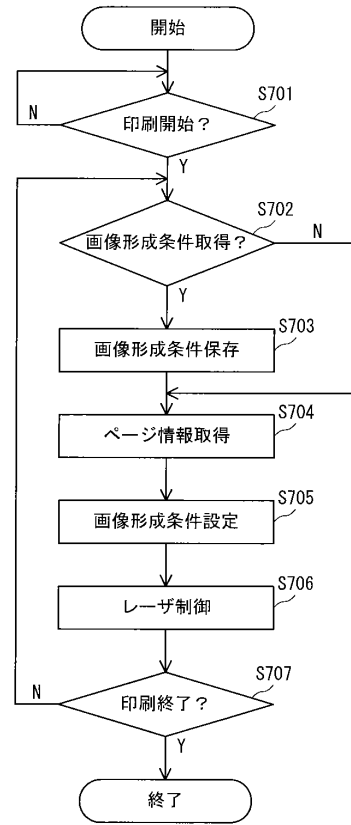 開始
S701
N
印刷開始?
Y
S702
画像形成条件取得?
N
Y
S703
画像形成条件保存
S704
ページ情報取得
S705
画像形成条件設定
S706
レーザ制御
S707
N
印刷終了?
Y
終了